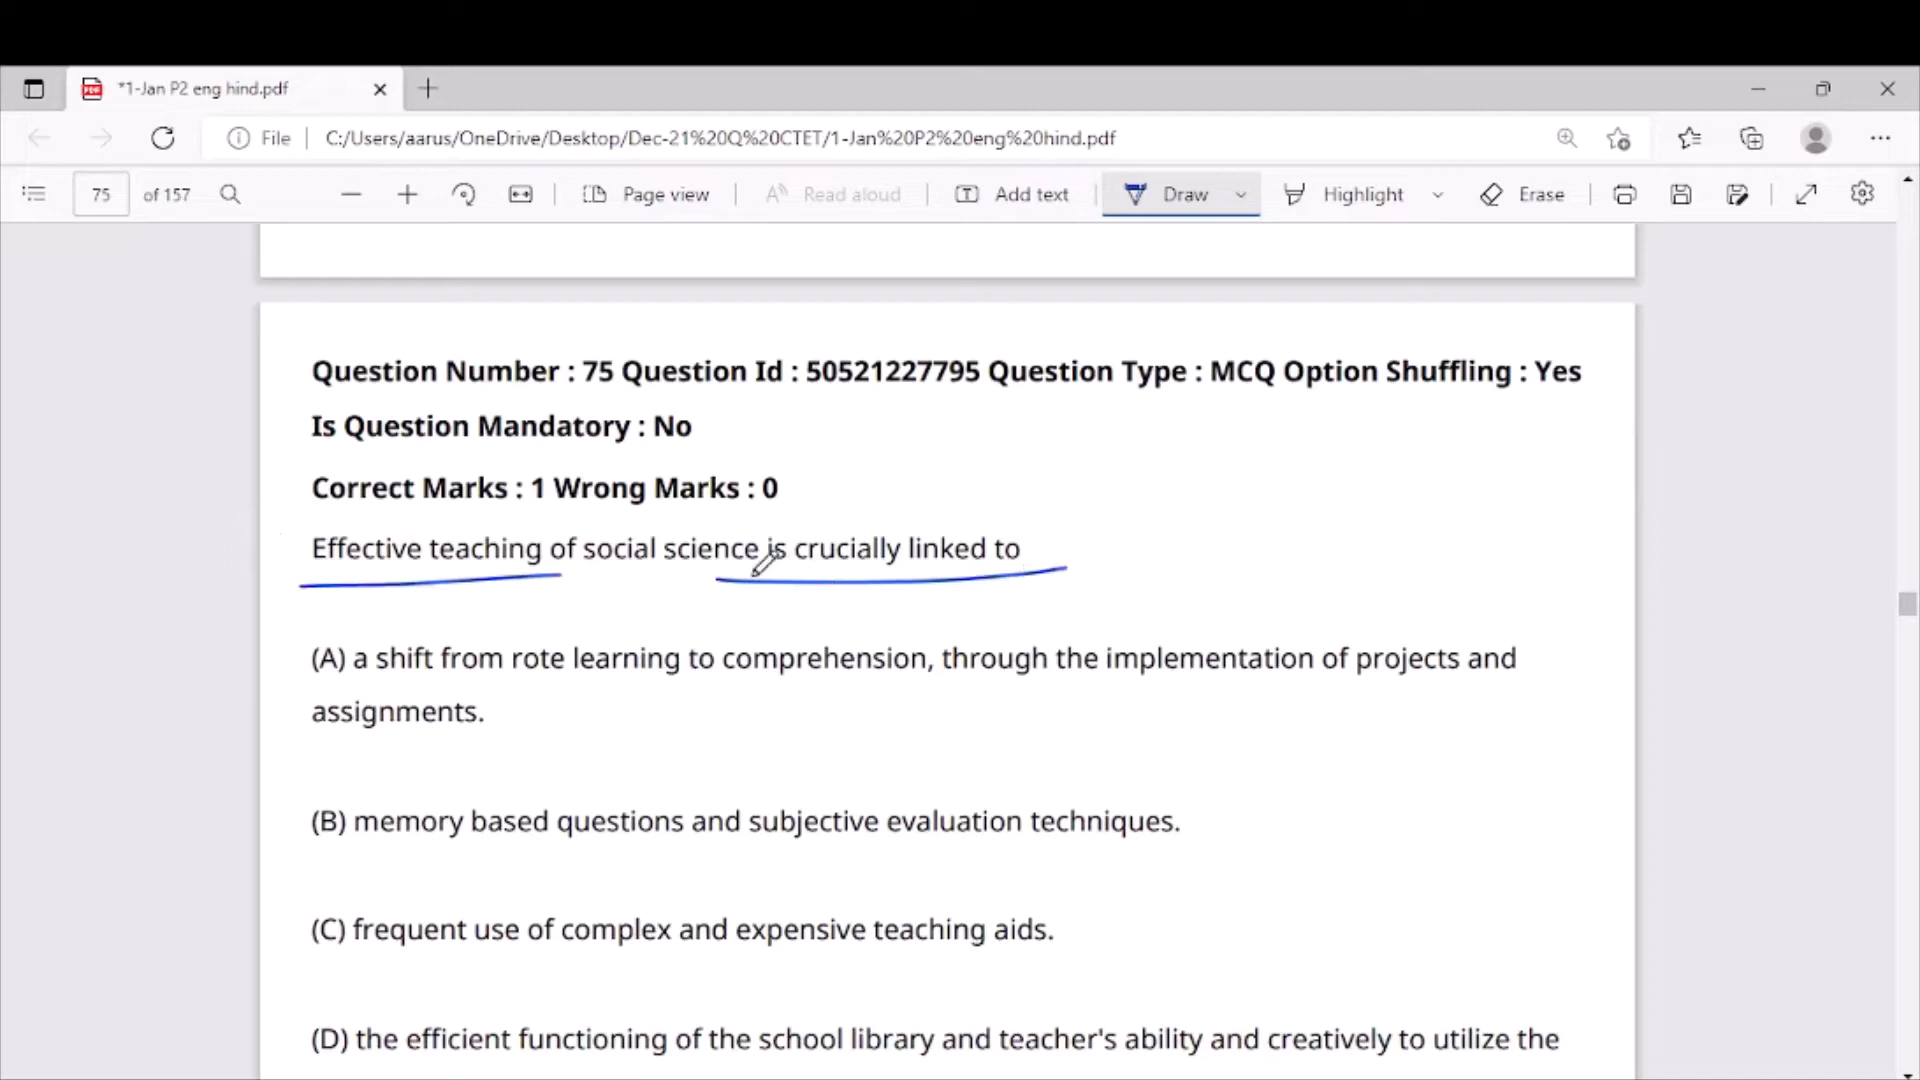 *1-Jan P2 eng hind.pdf
File C:/Users/aarus/OneDrive/Desktop/Dec-21%20Q%20CTET/1-Jan%20P2%20eng%20hind.pdf
75 of 157 Page view Read aloud Add text Draw Highlight Erase
Question Number : 75 Question Id : 50521227795 Question Type : MCQ Option Shuffling : Yes
Is Question Mandatory : No
Correct Marks : 1 Wrong Marks : 0
Effective teaching of social science is crucially linked to
(A) a shift from rote learning to comprehension, through the implementation of projects and
assignments.
(B) memory based questions and subjective evaluation techniques.
(C) frequent use of complex and expensive teaching aids.
(D) the efficient functioning of the school library and teacher's ability and creatively to utilize the